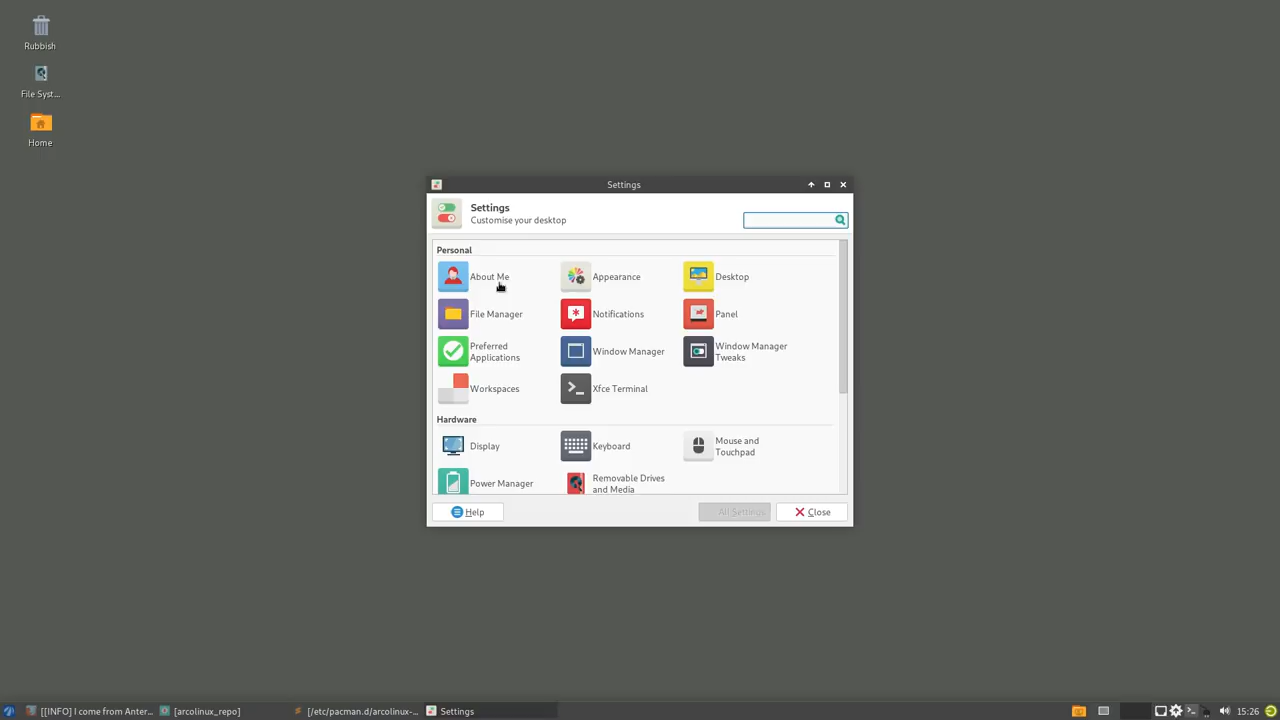 Rubbish
File Syst...
Home
Settings
Settings
Customise your desktop
Personal
About Me
Appearance
Desktop
File Manager
Notifications
Panel
Preferred
Applications
Window Manager
Window Manager
Tweaks
Workspaces
Xfce Terminal
Hardware
Display
Keyboard
Mouse and
Touchpad
Power Manager
Removable Drives
and Media
Help
All Settings
Close
[[INFO] I come from Anter...
[arcolinux_repo]
[/etc/pacman.d/arcolinux-...
Settings
15:26